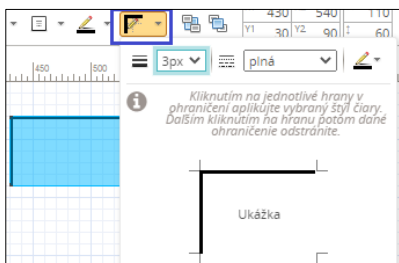 430 540 110
Y1 30 Y2 90 60
450 500
3px plná
Kliknutím na jednotlivé hrany v
ohraničení aplikujte vybraný štýl čiary.
Ďalším kliknutím na hranu potom dané
ohraničenie odstránite.
Ukážka